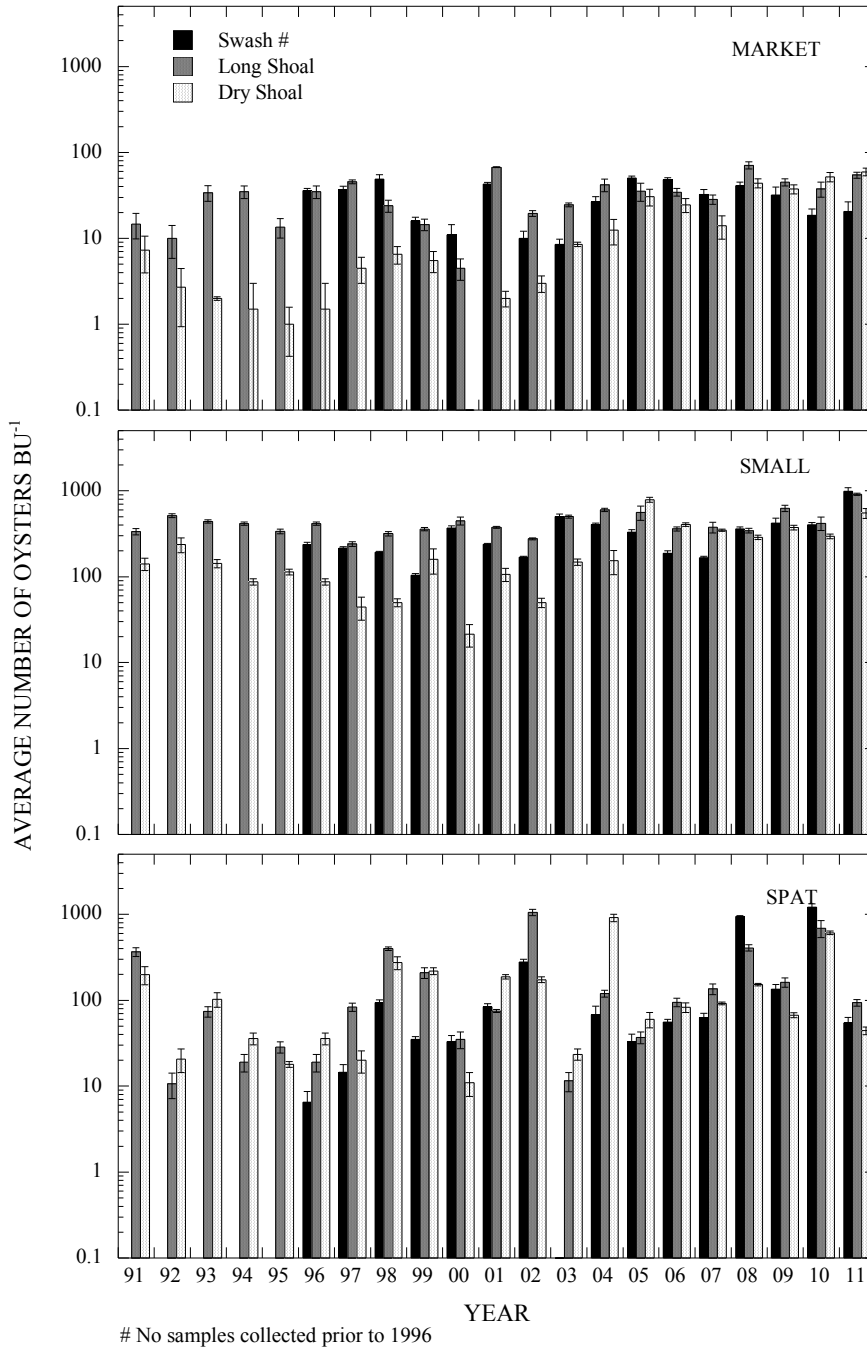 Swash #
Long Shoal
Dry Shoal
MARKET
1000
100
10
1
0.1
SMALL
1000
100
10
1
0.1
SPAT
1000
100
10
1
0.1
AVERAGE NUMBER OF OYSTERS BU-1
91 92 93 94 95 96 97 98 99 00 01 02 03 04 05 06 07 08 09 10 11
YEAR
# No samples collected prior to 1996